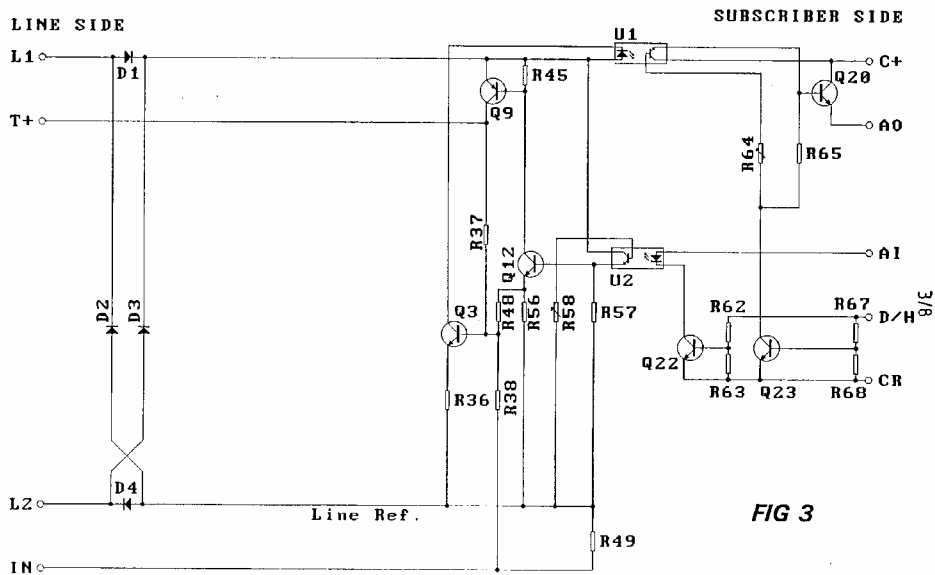 LINE SIDE
SUBSCRIBER SIDE
U1
L1
D1
R45
C+
Q20
Q9
T+
AO
R64
R65
R37
Q12
U2
AI
3/8
D2
D3
Q3
R48
R56
R58
R57
R62
R67
D/H
Q22
R36
R38
R63
Q23
R68
CR
D4
L2
Line Ref.
FIG 3
R49
IN